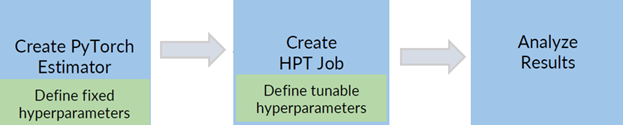 Create PyTorch
Estimator
Define fixed
hyperparameters
Create
HPT Job
Define tunable
hyperparameters
Analyze
Results